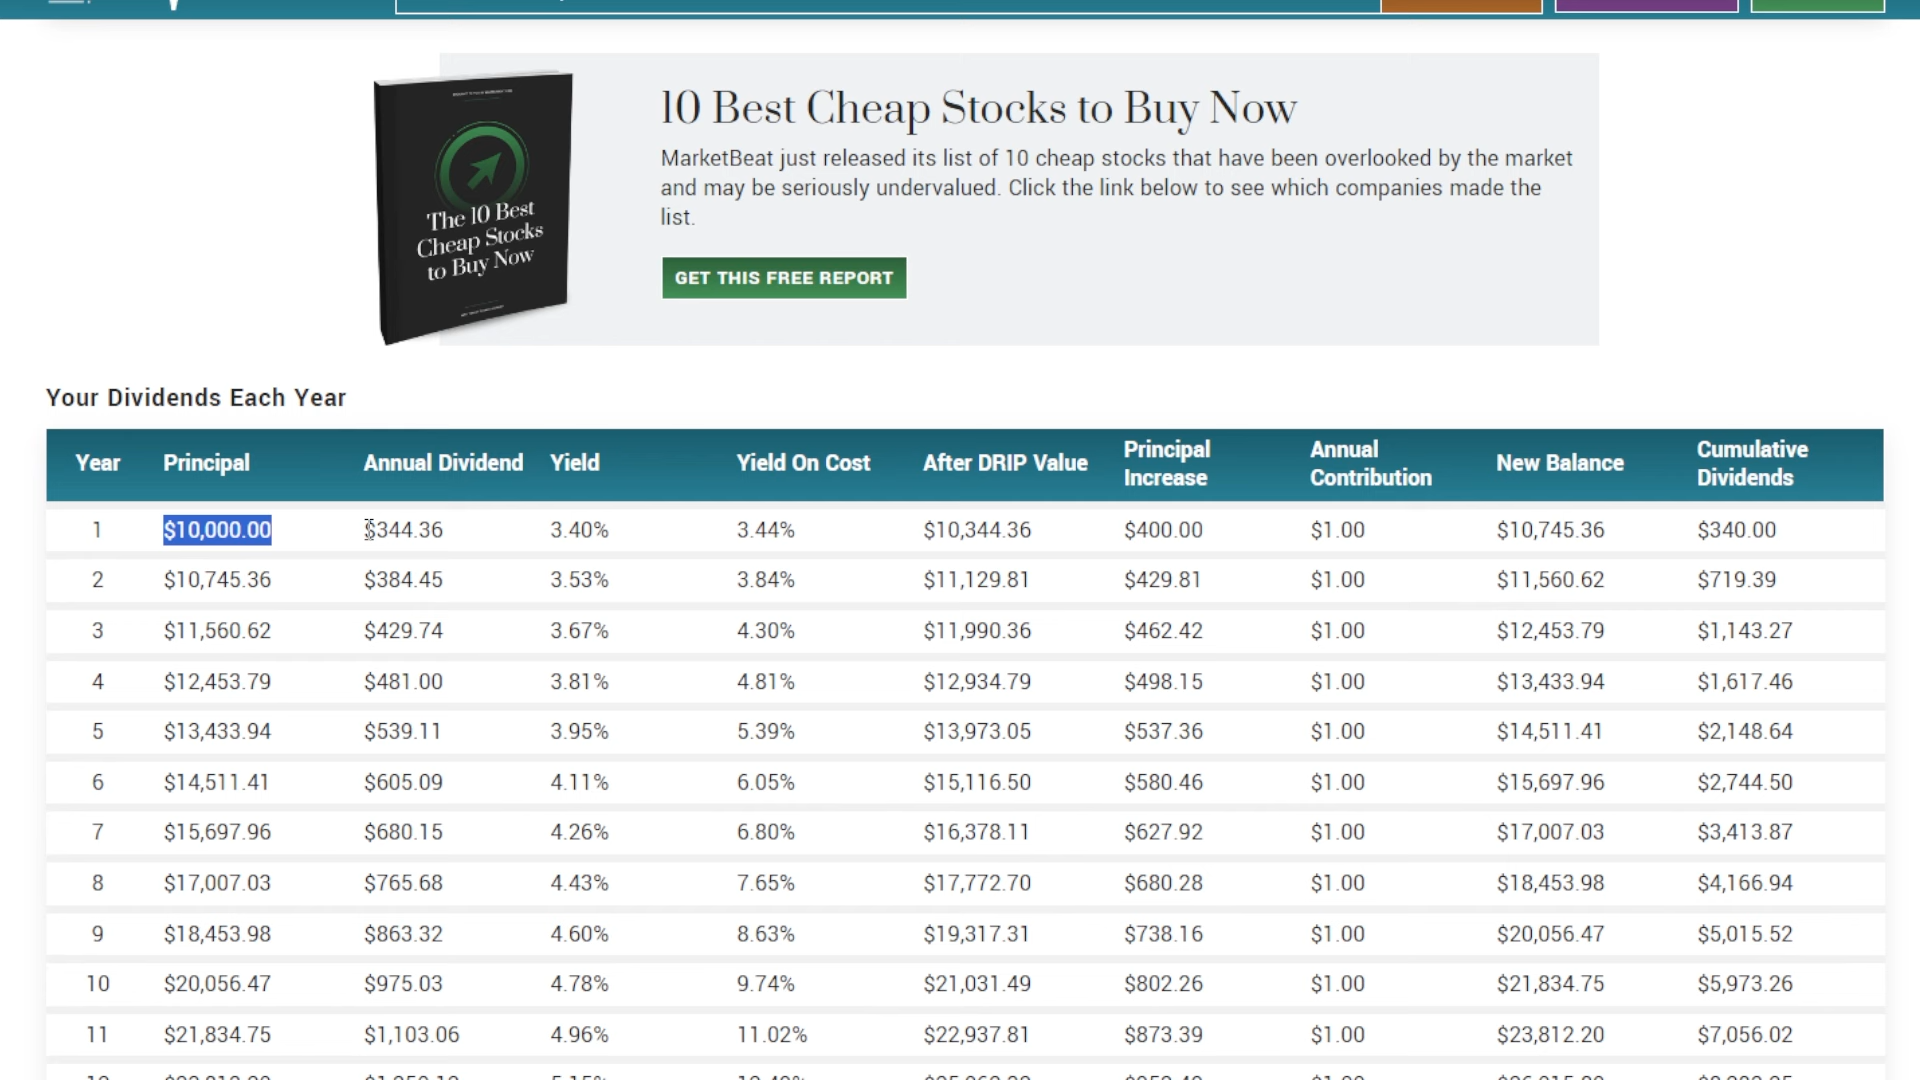 10 Best Cheap Stocks to Buy Now
MarketBeat just released its list of 10 cheap stocks that have been overlooked by the market
and may be seriously undervalued. Click the link below to see which companies made the
list.
GET THIS FREE REPORT
The 10 Best
Cheap Stocks
to Buy Now
Your Dividends Each Year
Year Principal Annual Dividend Yield Yield On Cost After DRIP Value Principal Increase Annual Contribution New Balance Cumulative Dividends
1 $10,000.00 $344.36 3.40% 3.44% $10,344.36 $400.00 $1.00 $10,745.36 $340.00
2 $10,745.36 $384.45 3.53% 3.84% $11,129.81 $429.81 $1.00 $11,560.62 $719.39
3 $11,560.62 $429.74 3.67% 4.30% $11,990.36 $462.42 $1.00 $12,453.79 $1,143.27
4 $12,453.79 $481.00 3.81% 4.81% $12,934.79 $498.15 $1.00 $13,433.94 $1,617.46
5 $13,433.94 $539.11 3.95% 5.39% $13,973.05 $537.36 $1.00 $14,511.41 $2,148.64
6 $14,511.41 $605.09 4.11% 6.05% $15,116.50 $580.46 $1.00 $15,697.96 $2,744.50
7 $15,697.96 $680.15 4.26% 6.80% $16,378.11 $627.92 $1.00 $17,007.03 $3,413.87
8 $17,007.03 $765.68 4.43% 7.65% $17,772.70 $680.28 $1.00 $18,453.98 $4,166.94
9 $18,453.98 $863.32 4.60% 8.63% $19,317.31 $738.16 $1.00 $20,056.47 $5,015.52
10 $20,056.47 $975.03 4.78% 9.74% $21,031.49 $802.26 $1.00 $21,834.75 $5,973.26
11 $21,834.75 $1,103.06 4.96% 11.02% $22,937.81 $873.39 $1.00 $23,812.20 $7,056.02